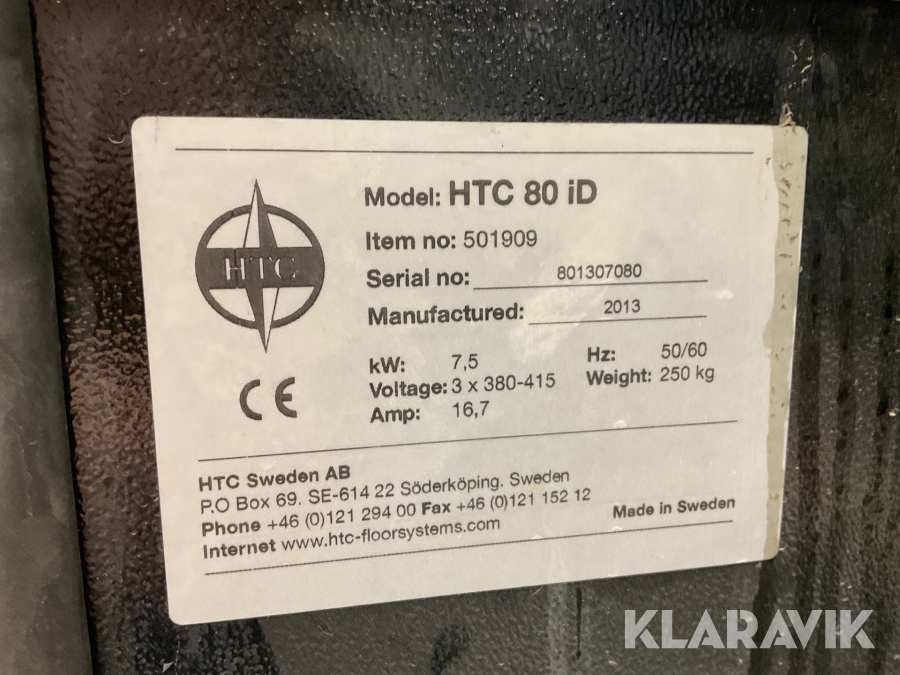 HTC
Model: HTC 80 iD
Item no: 501909
Serial no: 801307080
Manufactured: 2013
kW: 7,5
Hz: 50/60
Voltage: 3 x 380-415
Weight: 250 kg
Amp: 16,7
CE
HTC Sweden AB
P.O Box 69. SE-614 22 Söderköping. Sweden
Phone +46 (0)121 294 00 Fax +46 (0)121 152 12
Internet www.htc-floorsystems.com
Made in Sweden
KLARAVIK